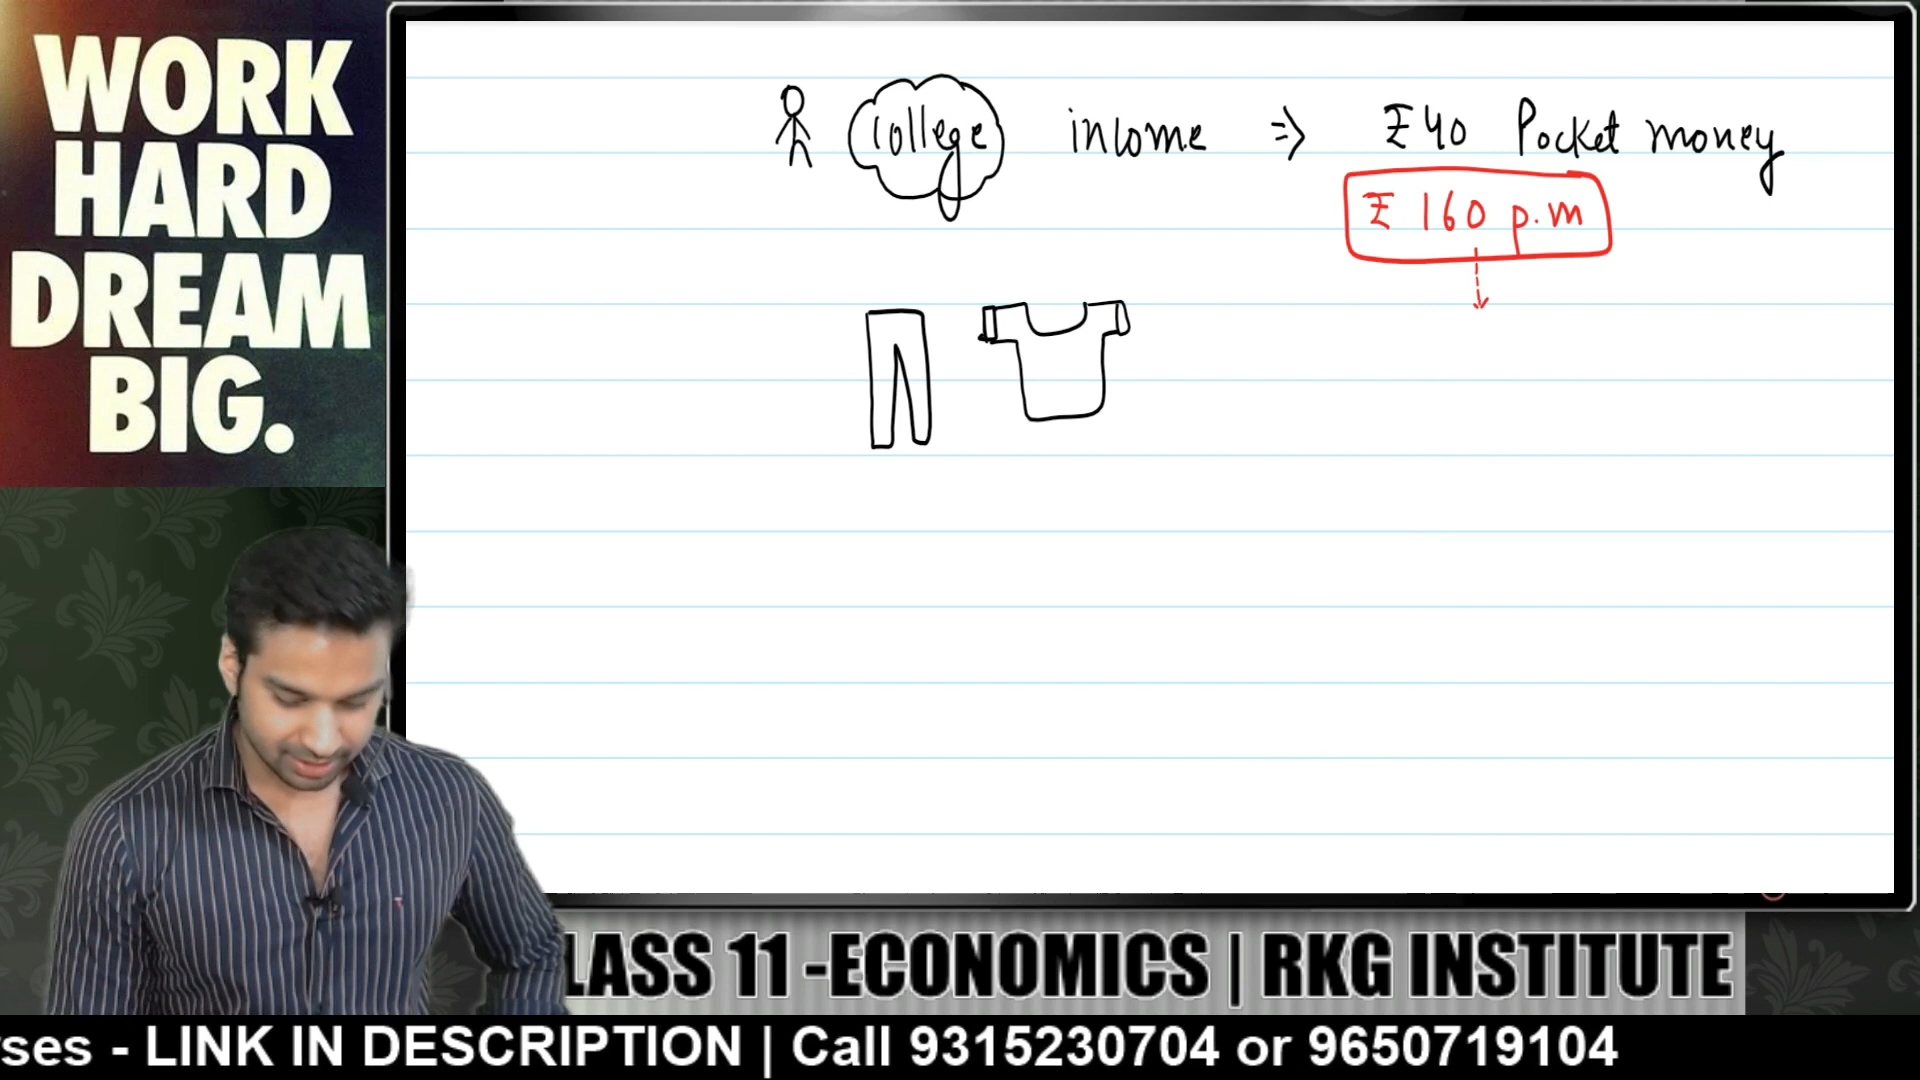 WORK
HARD
DREAM
BIG.
College income ⇒ ₹40 Pocket money
₹ 160 p.m
LASS 11 -ECONOMICS | RKG INSTITUTE
ses - LINK IN DESCRIPTION | Call 9315230704 or 9650719104